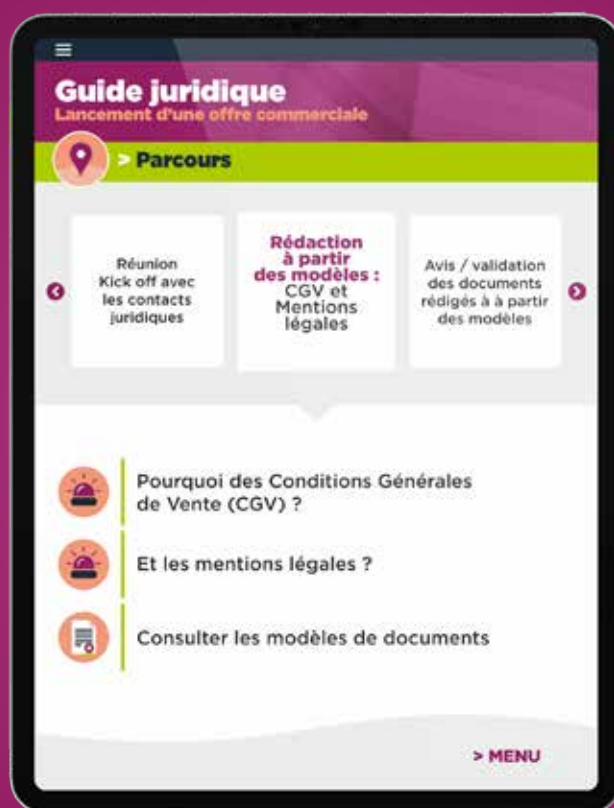 Guide juridique
Lancement d'une offre commerciale
> Parcours
Réunion
Kick off avec
les contacts
juridiques
Rédaction
à partir
des modèles :
CGV et
Mentions
légales
Avis / validation
des documents
rédigés à à partir
des modèles
Pourquoi des Conditions Générales
de Vente (CGV) ?
Et les mentions légales ?
Consulter les modèles de documents
> MENU